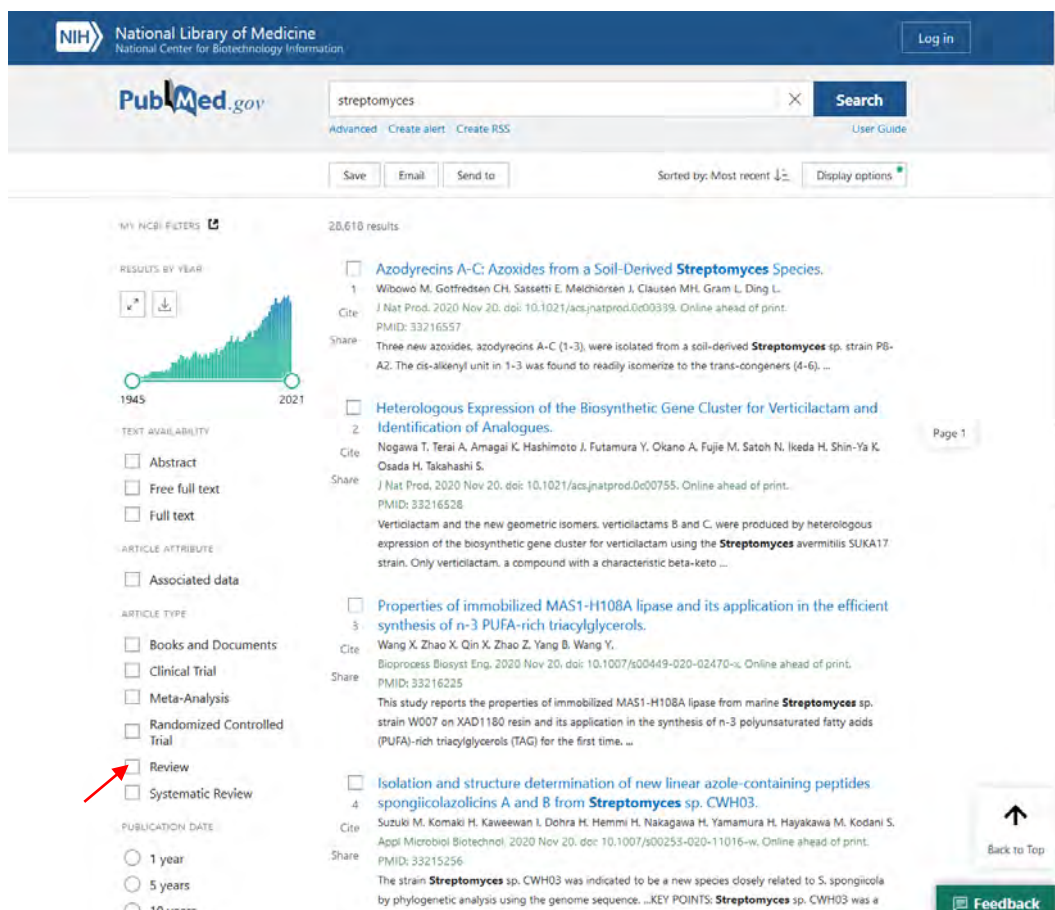 NIH National Library of Medicine
National Center for Biotechnology Information
Log in
PubMed.gov
streptomyces
Search
Advanced Create alert Create RSS
User Guide
Save Email Send to
Sorted by: Most recent
Display options
MY NCBI FILTERS
28,618 results
RESULTS BY YEAR
1945 2021
TEXT AVAILABILITY
Abstract
Free full text
Full text
ARTICLE ATTRIBUTE
Associated data
ARTICLE TYPE
Books and Documents
Clinical Trial
Meta-Analysis
Randomized Controlled
Trial
Review
Systematic Review
PUBLICATION DATE
1 year
5 years
10 years
Azodyrecins A-C: Azoxides from a Soil-Derived Streptomyces Species.
1
Cite
Share
Wibowo M, Gotfredsen CH, Sassetti E, Melchiorsen J, Clausen MH, Gram L, Ding L.
J Nat Prod. 2020 Nov 20. doi: 10.1021/acs.jnatprod.0c00339. Online ahead of print.
PMID: 33216557
Three new azoxides, azodyrecins A-C (1-3), were isolated from a soil-derived Streptomyces sp. strain P8-
A2. The cis-alkenyl unit in 1-3 was found to readily isomerize to the trans-congeners (4-6). ...
Heterologous Expression of the Biosynthetic Gene Cluster for Verticilactam and
Identification of Analogues.
2
Cite
Share
Nogawa T, Terai A, Amagai K, Hashimoto J, Futamura Y, Okano A, Fujie M, Satoh N, Ikeda H, Shin-Ya K,
Osada H, Takahashi S.
J Nat Prod. 2020 Nov 20. doi: 10.1021/acs.jnatprod.0c00755. Online ahead of print.
PMID: 33216528
Verticilactam and the new geometric isomers, verticilactams B and C, were produced by heterologous
expression of the biosynthetic gene cluster for verticilactam using the Streptomyces avermitilis SUKA17
strain. Only verticilactam, a compound with a characteristic beta-keto ...
Page 1
Properties of immobilized MAS1-H108A lipase and its application in the efficient
synthesis of n-3 PUFA-rich triacylglycerols.
3
Cite
Share
Wang X, Zhao X, Qin X, Zhao Z, Yang B, Wang Y.
Bioprocess Biosyst Eng. 2020 Nov 20. doi: 10.1007/s00449-020-02470-x. Online ahead of print.
PMID: 33216225
This study reports the properties of immobilized MAS1-H108A lipase from marine Streptomyces sp.
strain W007 on XAD1180 resin and its application in the synthesis of n-3 polyunsaturated fatty acids
(PUFA)-rich triacylglycerols (TAG) for the first time. ...
Isolation and structure determination of new linear azole-containing peptides
spongiicolazolicins A and B from Streptomyces sp. CWH03.
4
Cite
Share
Suzuki M, Komaki H, Kaweewan I, Dohra H, Hemmi H, Nakagawa H, Yamamura H, Hayakawa M, Kodani S.
Appl Microbiol Biotechnol. 2020 Nov 20. doi: 10.1007/s00253-020-11016-w. Online ahead of print.
PMID: 33215256
The strain Streptomyces sp. CWH03 was indicated to be a new species closely related to S. spongiicola
by phylogenetic analysis using the genome sequence. ...KEY POINTS: Streptomyces sp. CWH03 was a
Back to Top
Feedback